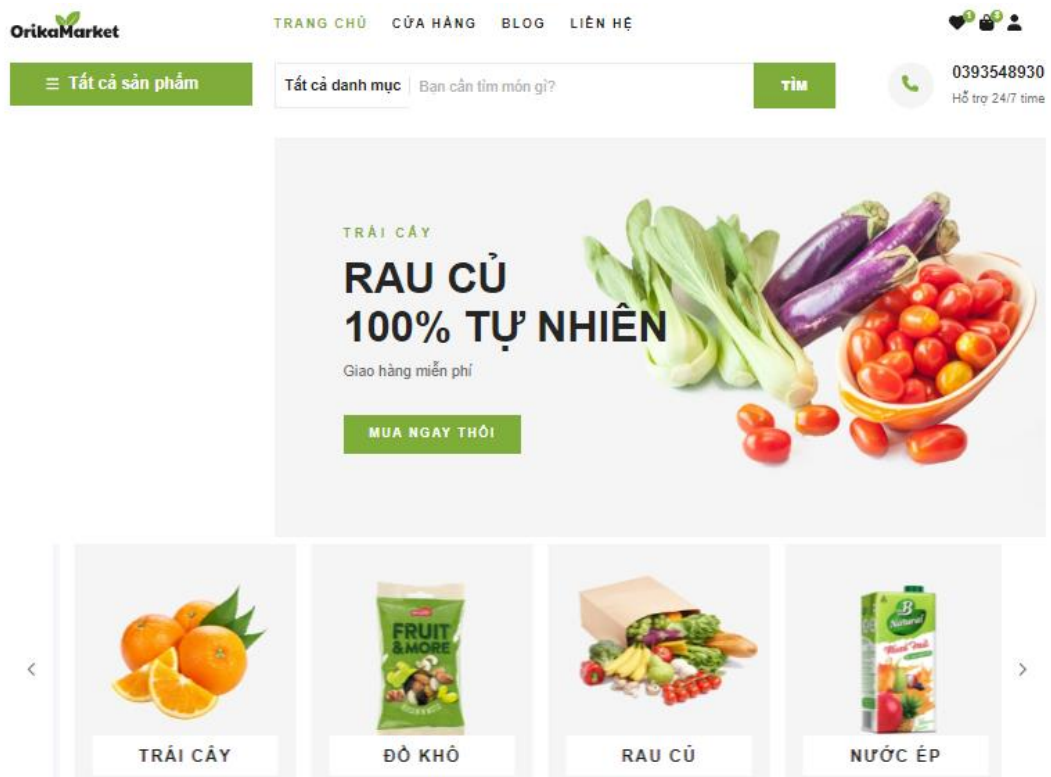 OrikaMarket
TRANG CHỦ CỬA HÀNG BLOG LIÊN HỆ
1 3
Tất cả sản phẩm
Tất cả danh mục Bạn cần tìm món gì? TÌM
0393548930
Hỗ trợ 24/7 time
TRÁI CÂY
RAU CỦ
100% TỰ NHIÊN
Giao hàng miễn phí
MUA NGAY THÔI
FRUIT
& MORE
B
Natural
TRÁI CÂY ĐỒ KHÔ RAU CỦ NƯỚC ÉP